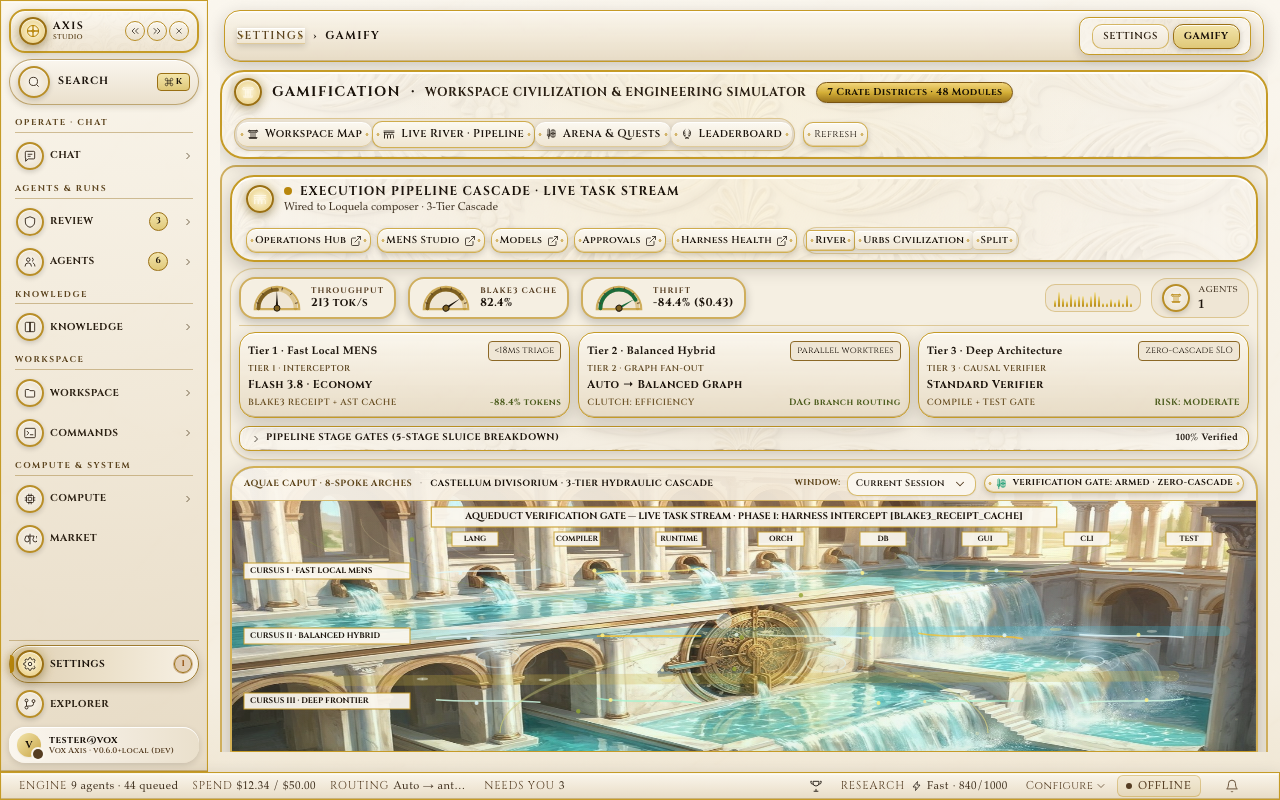 AXIS
STUDIO
SEARCH
⌘ K
OPERATE · CHAT
CHAT
AGENTS & RUNS
REVIEW 3
AGENTS 6
KNOWLEDGE
KNOWLEDGE
WORKSPACE
WORKSPACE
COMMANDS
COMPUTE & SYSTEM
COMPUTE
MARKET
SETTINGS 1
EXPLORER
V
TESTER@VOX
VOX AXIS · V0.6.0+LOCAL (DEV)
SETTINGS › GAMIFY
SETTINGS GAMIFY
GAMIFICATION · WORKSPACE CIVILIZATION & ENGINEERING SIMULATOR 7 CRATE DISTRICTS · 48 MODULES
WORKSPACE MAP LIVE RIVER · PIPELINE ARENA & QUESTS LEADERBOARD REFRESH
EXECUTION PIPELINE CASCADE · LIVE TASK STREAM
Wired to Loquela composer · 3-Tier Cascade
OPERATIONS HUB MENS STUDIO MODELS APPROVALS HARNESS HEALTH RIVER URBS CIVILIZATION SPLIT
THROUGHPUT
213 TOK/S
BLAKE3 CACHE
82.4%
THRIFT
-84.4% ($0.43)
AGENTS
1
Tier 1 · Fast Local MENS <18MS TRIAGE
TIER 1 · INTERCEPTOR
FLASH 3.8 · ECONOMY
BLAKE3 RECEIPT + AST CACHE -88.4% TOKENS
Tier 2 · Balanced Hybrid PARALLEL WORKTREES
TIER 2 · GRAPH FAN-OUT
AUTO → BALANCED GRAPH
CLUTCH: EFFICIENCY DAG BRANCH ROUTING
Tier 3 · Deep Architecture ZERO-CASCADE SLO
TIER 3 · CAUSAL VERIFIER
STANDARD VERIFIER
COMPILE + TEST GATE RISK: MODERATE
PIPELINE STAGE GATES (5-STAGE SLUICE BREAKDOWN) 100% Verified
AQUAE CAPUT · 8-SPOKE ARCHES · CASTELLUM DIVISORIUM · 3-TIER HYDRAULIC CASCADE WINDOW: CURRENT SESSION VERIFICATION GATE: ARMED · ZERO-CASCADE
AQUEDUCT VERIFICATION GATE — LIVE TASK STREAM · PHASE 1: HARNESS INTERCEPT [BLAKE3_RECEIPT_CACHE]
LANG COMPILER RUNTIME ORCH DB GUI CLI TEST
CURSUS I · FAST LOCAL MENS
CURSUS II · BALANCED HYBRID
CURSUS III · DEEP FRONTIER
ENGINE 9 agents · 44 queued SPEND $12.34 / $50.00 ROUTING Auto → ant... NEEDS YOU 3 RESEARCH Fast · 840/1000 CONFIGURE OFFLINE